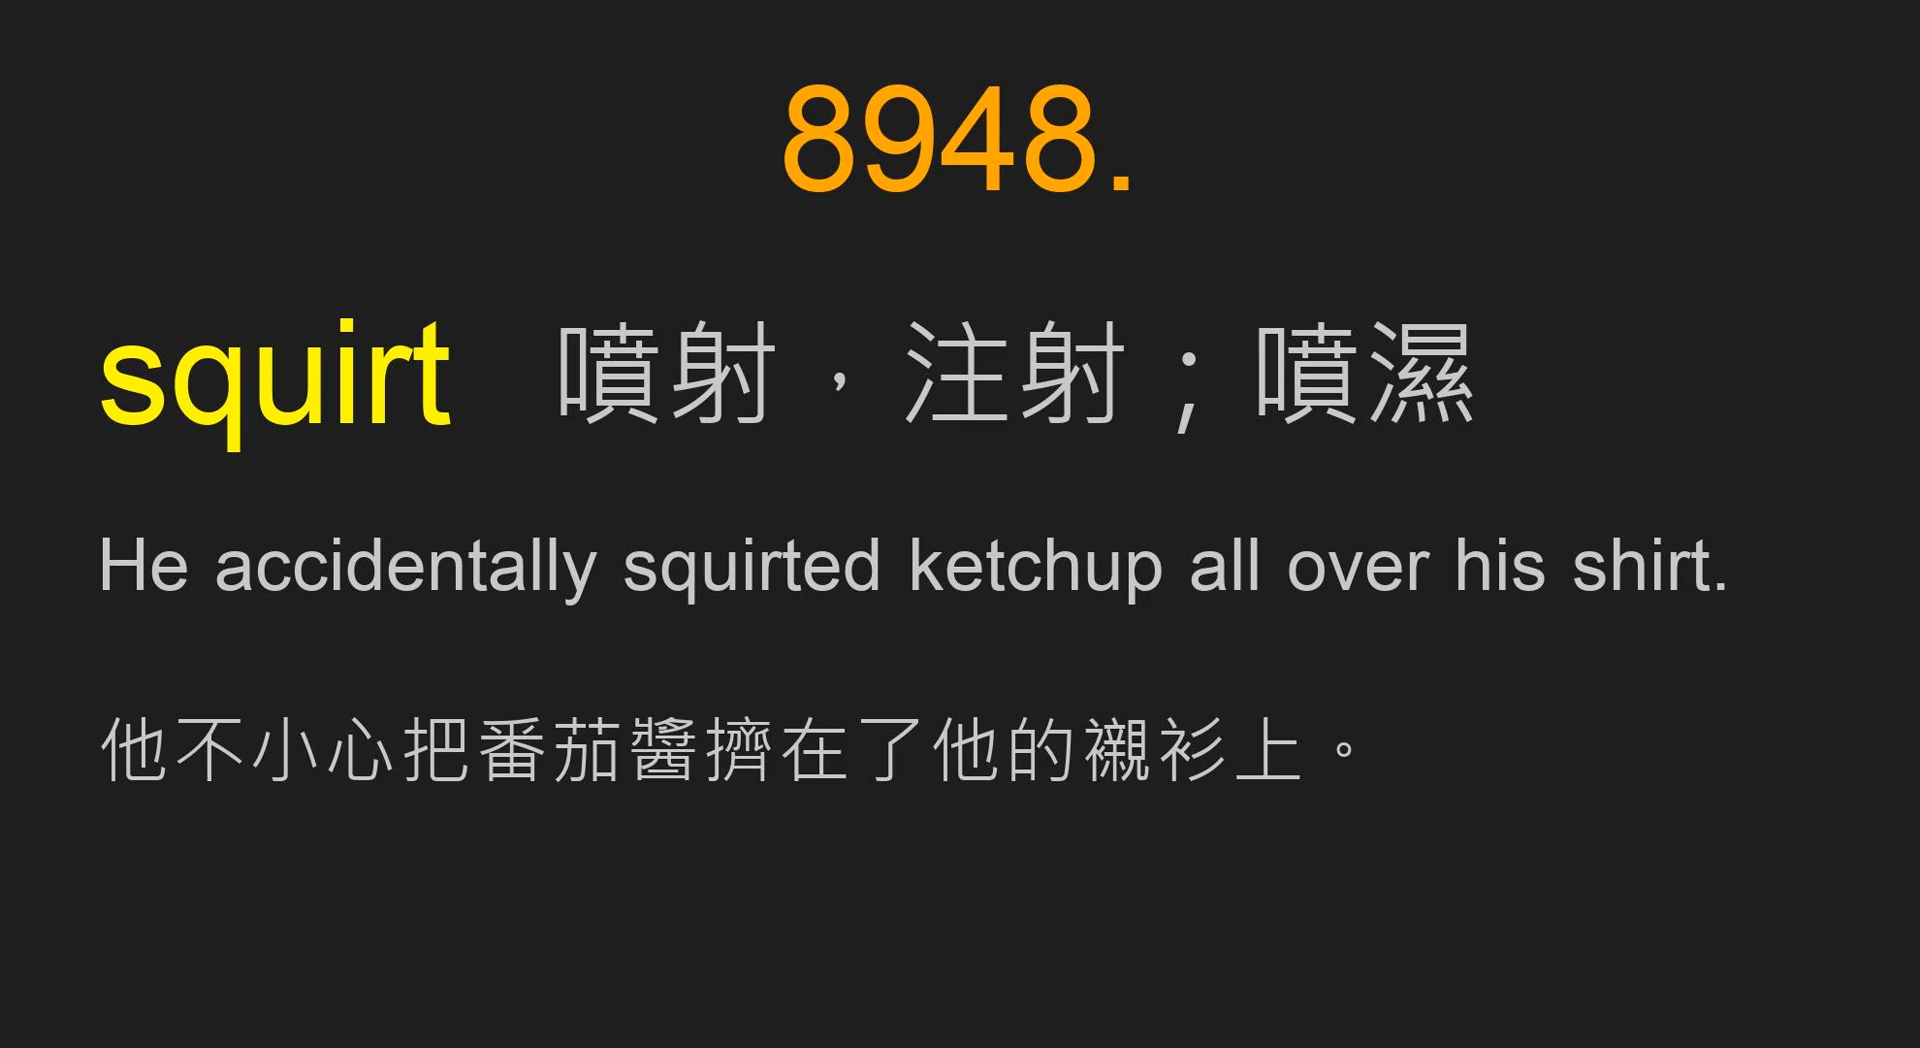 8948.
squirt 噴射，注射；噴濕
He accidentally squirted ketchup all over his shirt.
他不小心把番茄醬擠在了他的襯衫上。